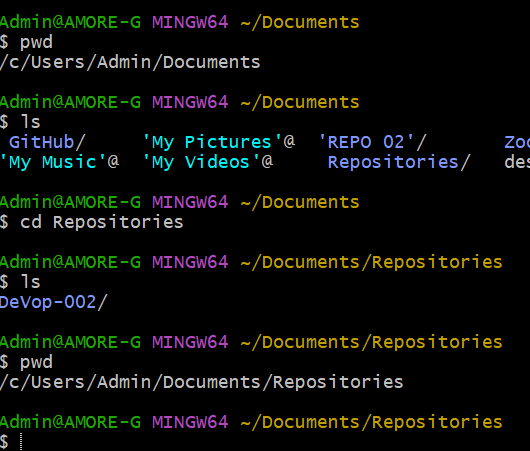 Admin@AMORE-G MINGW64 ~/Documents
$ pwd
/c/Users/Admin/Documents
Admin@AMORE-G MINGW64 ~/Documents
$ ls
GitHub/ 'My Pictures'@ 'REPO 02'/
'My Music'@ 'My Videos'@ Repositories/
Admin@AMORE-G MINGW64 ~/Documents
$ cd Repositories
Admin@AMORE-G MINGW64 ~/Documents/Repositories
$ ls
DeVop-002/
Admin@AMORE-G MINGW64 ~/Documents/Repositories
$ pwd
/c/Users/Admin/Documents/Repositories
Admin@AMORE-G MINGW64 ~/Documents/Repositories
$